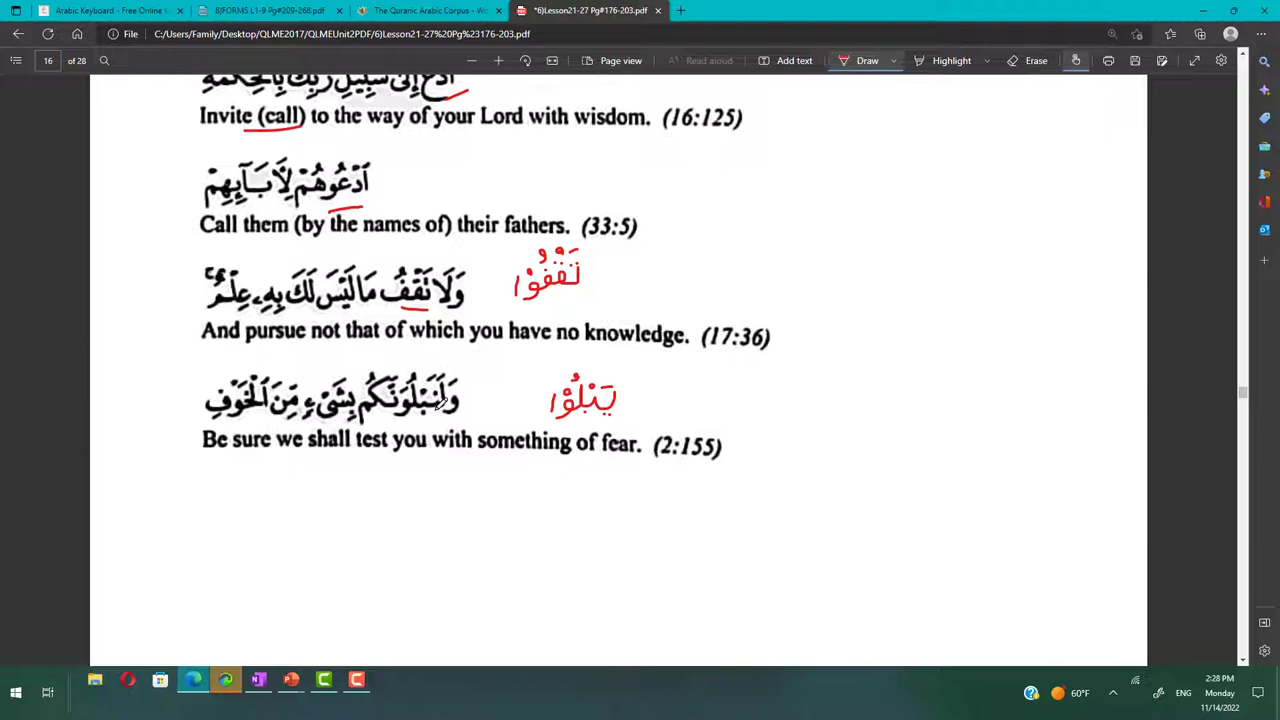 Arabic Keyboard - Free Online K
BJFORMS L1-9 Pg#209-268.pdf
The Quranic Arabic Corpus - W
*6)Lesson21-27 Pg#176-203.pdf
File
C:/Users/Family/Desktop/QLME2017/QLMEUnit2PDF/6)Lesson21-27%20Pg%23176-203.pdf
16 of 28
Page view
Read aloud
Add text
Draw
Highlight
Erase
ٱدْعُ إِلَىٰ سَبِيلِ رَبِّكَ بِالْحِكْمَةِ
Invite (call) to the way of your Lord with wisdom. (16:125)
ٱدْعُوهُمْ لِأَبَآئِهِمْ
Call them (by the names of) their fathers. (33:5)
وَلَا نَقْفُ مَا لَيْسَ لَكَ بِهِۦ عِلْمٌ ۚ
تَقْفُوْا
And pursue not that of which you have no knowledge. (17:36)
وَلَنَبْلُوَنَّكُم بِشَىْءٍ مِّنَ ٱلْخَوْفِ
يَبْلُؤْا
Be sure we shall test you with something of fear. (2:155)
60°F
ENG
2:28 PM
Monday
11/14/2022